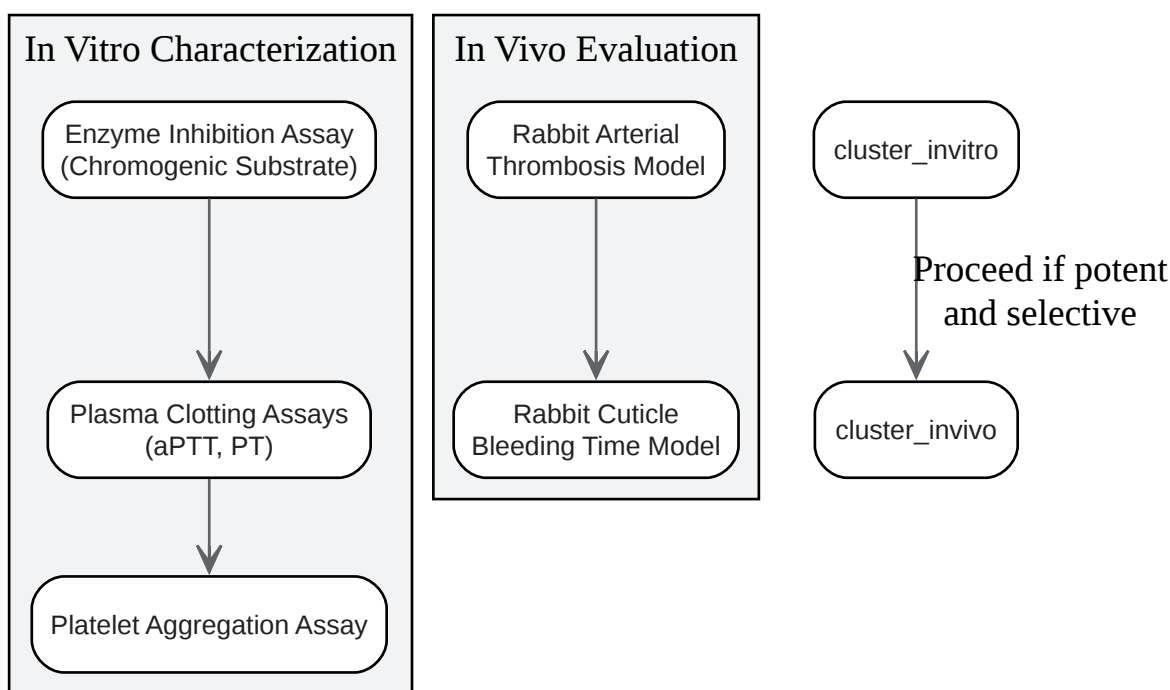 In Vitro Characterization
Enzyme Inhibition Assay
(Chromogenic Substrate)
Plasma Clotting Assays
(aPTT, PT)
Platelet Aggregation Assay
In Vivo Evaluation
Rabbit Arterial
Thrombosis Model
Rabbit Cuticle
Bleeding Time Model
cluster_invitro
Proceed if potent
and selective
cluster_invivo